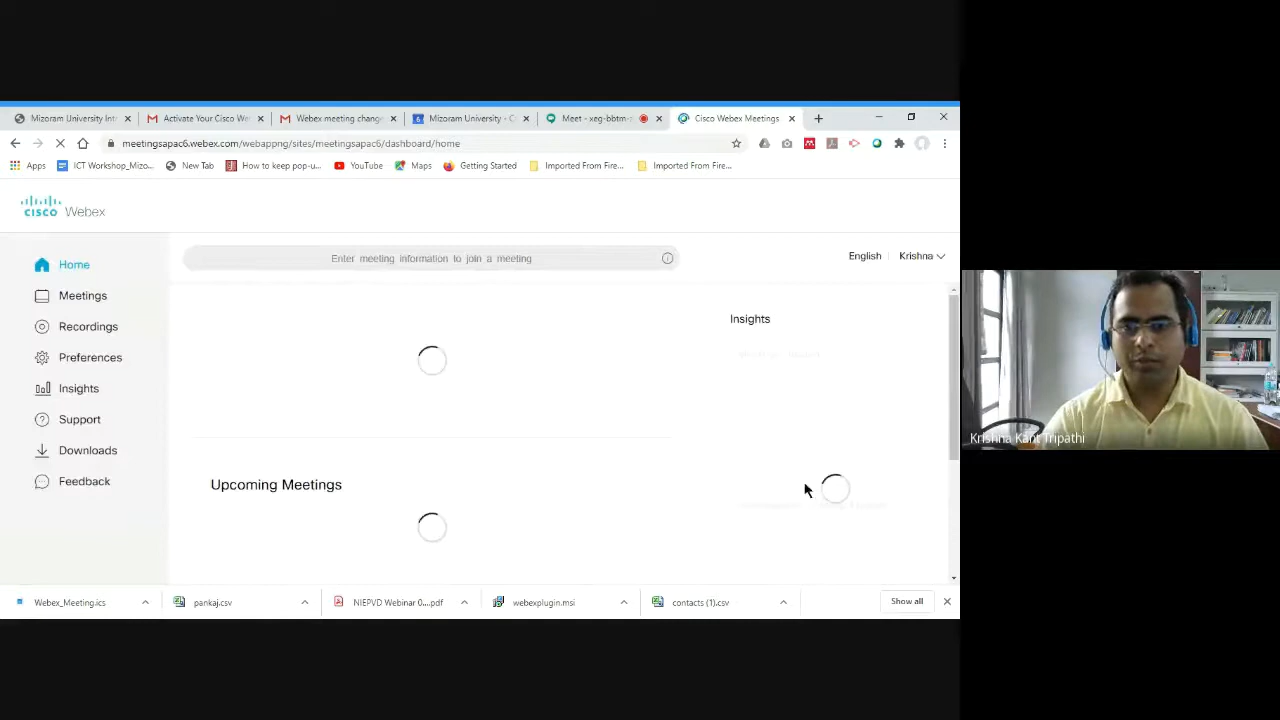 Mizoram University Int
Activate Your Cisco We
Webex meeting change
Mizoram University - C
Meet - xeg-bbtm-
Cisco Webex Meetings
meetingsapac6.webex.com/webappng/sites/meetingsapac6/dashboard/home
Apps
ICT Workshop_Mizo...
New Tab
How to keep pop-u...
YouTube
Maps
Getting Started
Imported From Fire...
Imported From Fire...
CISCO Webex
Enter meeting information to join a meeting
English
Krishna
Home
Meetings
Recordings
Preferences
Insights
Support
Downloads
Feedback
Insights
Upcoming Meetings
Krishna Kant Tripathi
Webex_Meeting.ics
pankaj.csv
NIEPVD Webinar 0....pdf
webexplugin.msi
contacts (1).csv
Show all